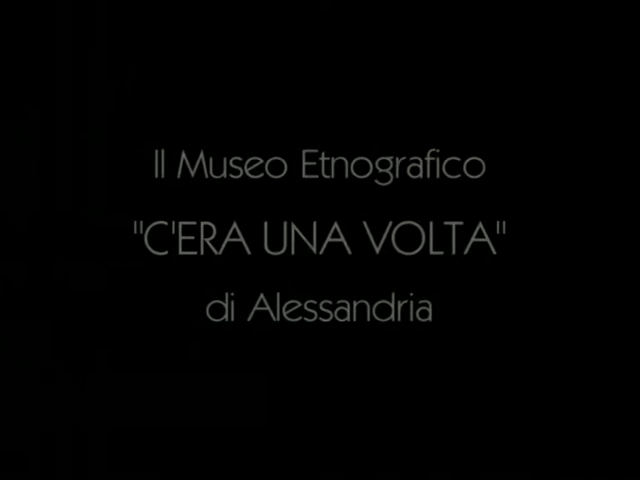 Il Museo Etnografico
"C'ERA UNA VOLTA"
di Alessandria